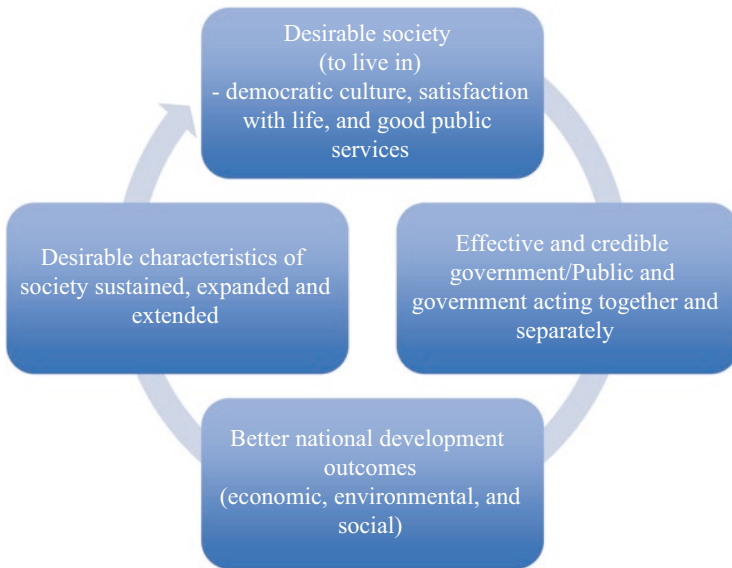 Desirable society
(to live in)
- democratic culture, satisfaction
with life, and good public
services
Effective and credible
government/Public and
government acting together and
separately
Better national development
outcomes
(economic, environmental, and
social)
Desirable characteristics of
society sustained, expanded and
extended